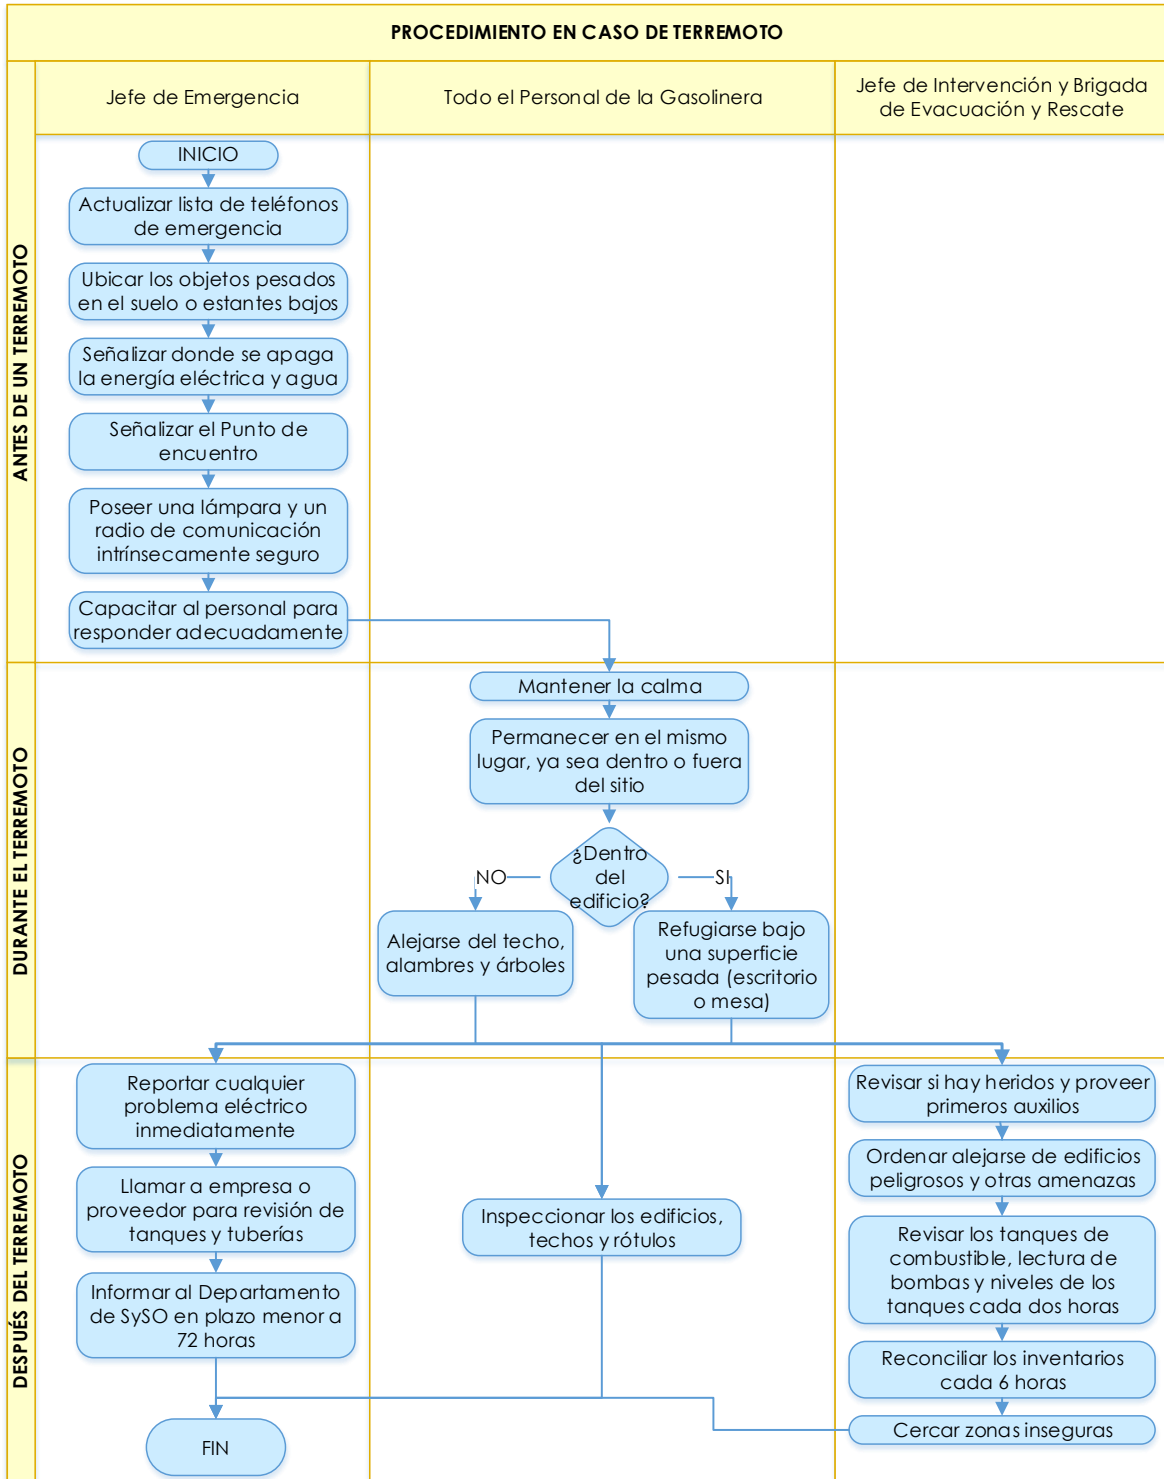 PROCEDIMIENTO EN CASO DE TERREMOTO
Jefe de Emergencia
Todo el Personal de la Gasolinera
Jefe de Intervención y Brigada
de Evacuación y Rescate
ANTES DE UN TERREMOTO
INICIO
Actualizar lista de teléfonos
de emergencia
Ubicar los objetos pesados
en el suelo o estantes bajos
Señalizar donde se apaga
la energía eléctrica y agua
Señalizar el Punto de
encuentro
Poseer una lámpara y un
radio de comunicación
intrínsecamente seguro
Capacitar al personal para
responder adecuadamente
DURANTE EL TERREMOTO
Mantener la calma
Permanecer en el mismo
lugar, ya sea dentro o fuera
del sitio
¿Dentro
del
edificio?
NO
SI
Alejarse del techo,
alambres y árboles
Refugiarse bajo
una superficie
pesada (escritorio
o mesa)
DESPUÉS DEL TERREMOTO
Reportar cualquier
problema eléctrico
inmediatamente
Llamar a empresa o
proveedor para revisión de
tanques y tuberías
Informar al Departamento
de SySO en plazo menor a
72 horas
FIN
Inspeccionar los edificios,
techos y rótulos
Revisar si hay heridos y proveer
primeros auxilios
Ordenar alejarse de edificios
peligrosos y otras amenazas
Revisar los tanques de
combustible, lectura de
bombas y niveles de los
tanques cada dos horas
Reconciliar los inventarios
cada 6 horas
Cercar zonas inseguras